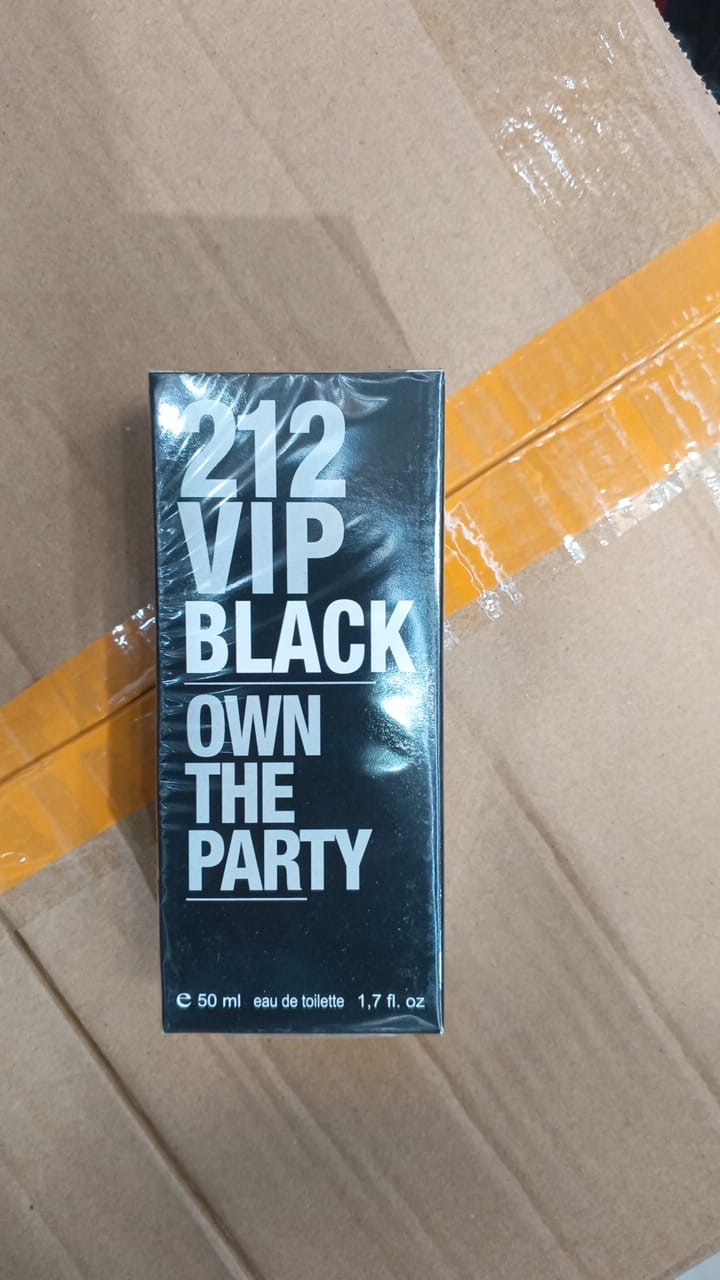 212
VIP
BLACK
OWN
THE
PARTY
℮ 50 ml eau de toilette 1,7 fl. oz